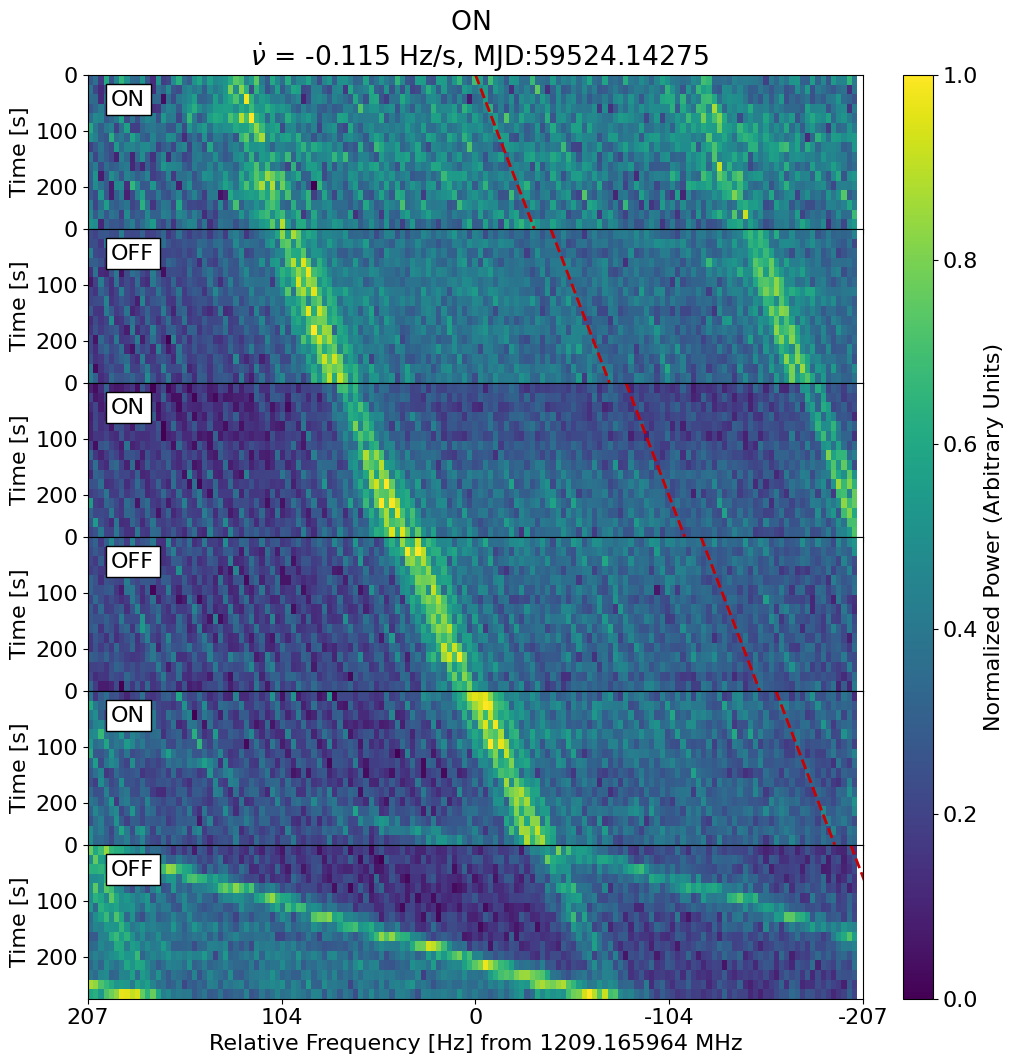 ON
ν̇ = -0.115 Hz/s, MJD:59524.14275
0
100
200
Time [s]
ON
0
100
200
Time [s]
OFF
0
100
200
Time [s]
ON
0
100
200
Time [s]
OFF
0
100
200
Time [s]
ON
0
100
200
Time [s]
OFF
207 104 0 -104 -207
Relative Frequency [Hz] from 1209.165964 MHz
1.0
0.8
0.6
0.4
0.2
0.0
Normalized Power (Arbitrary Units)